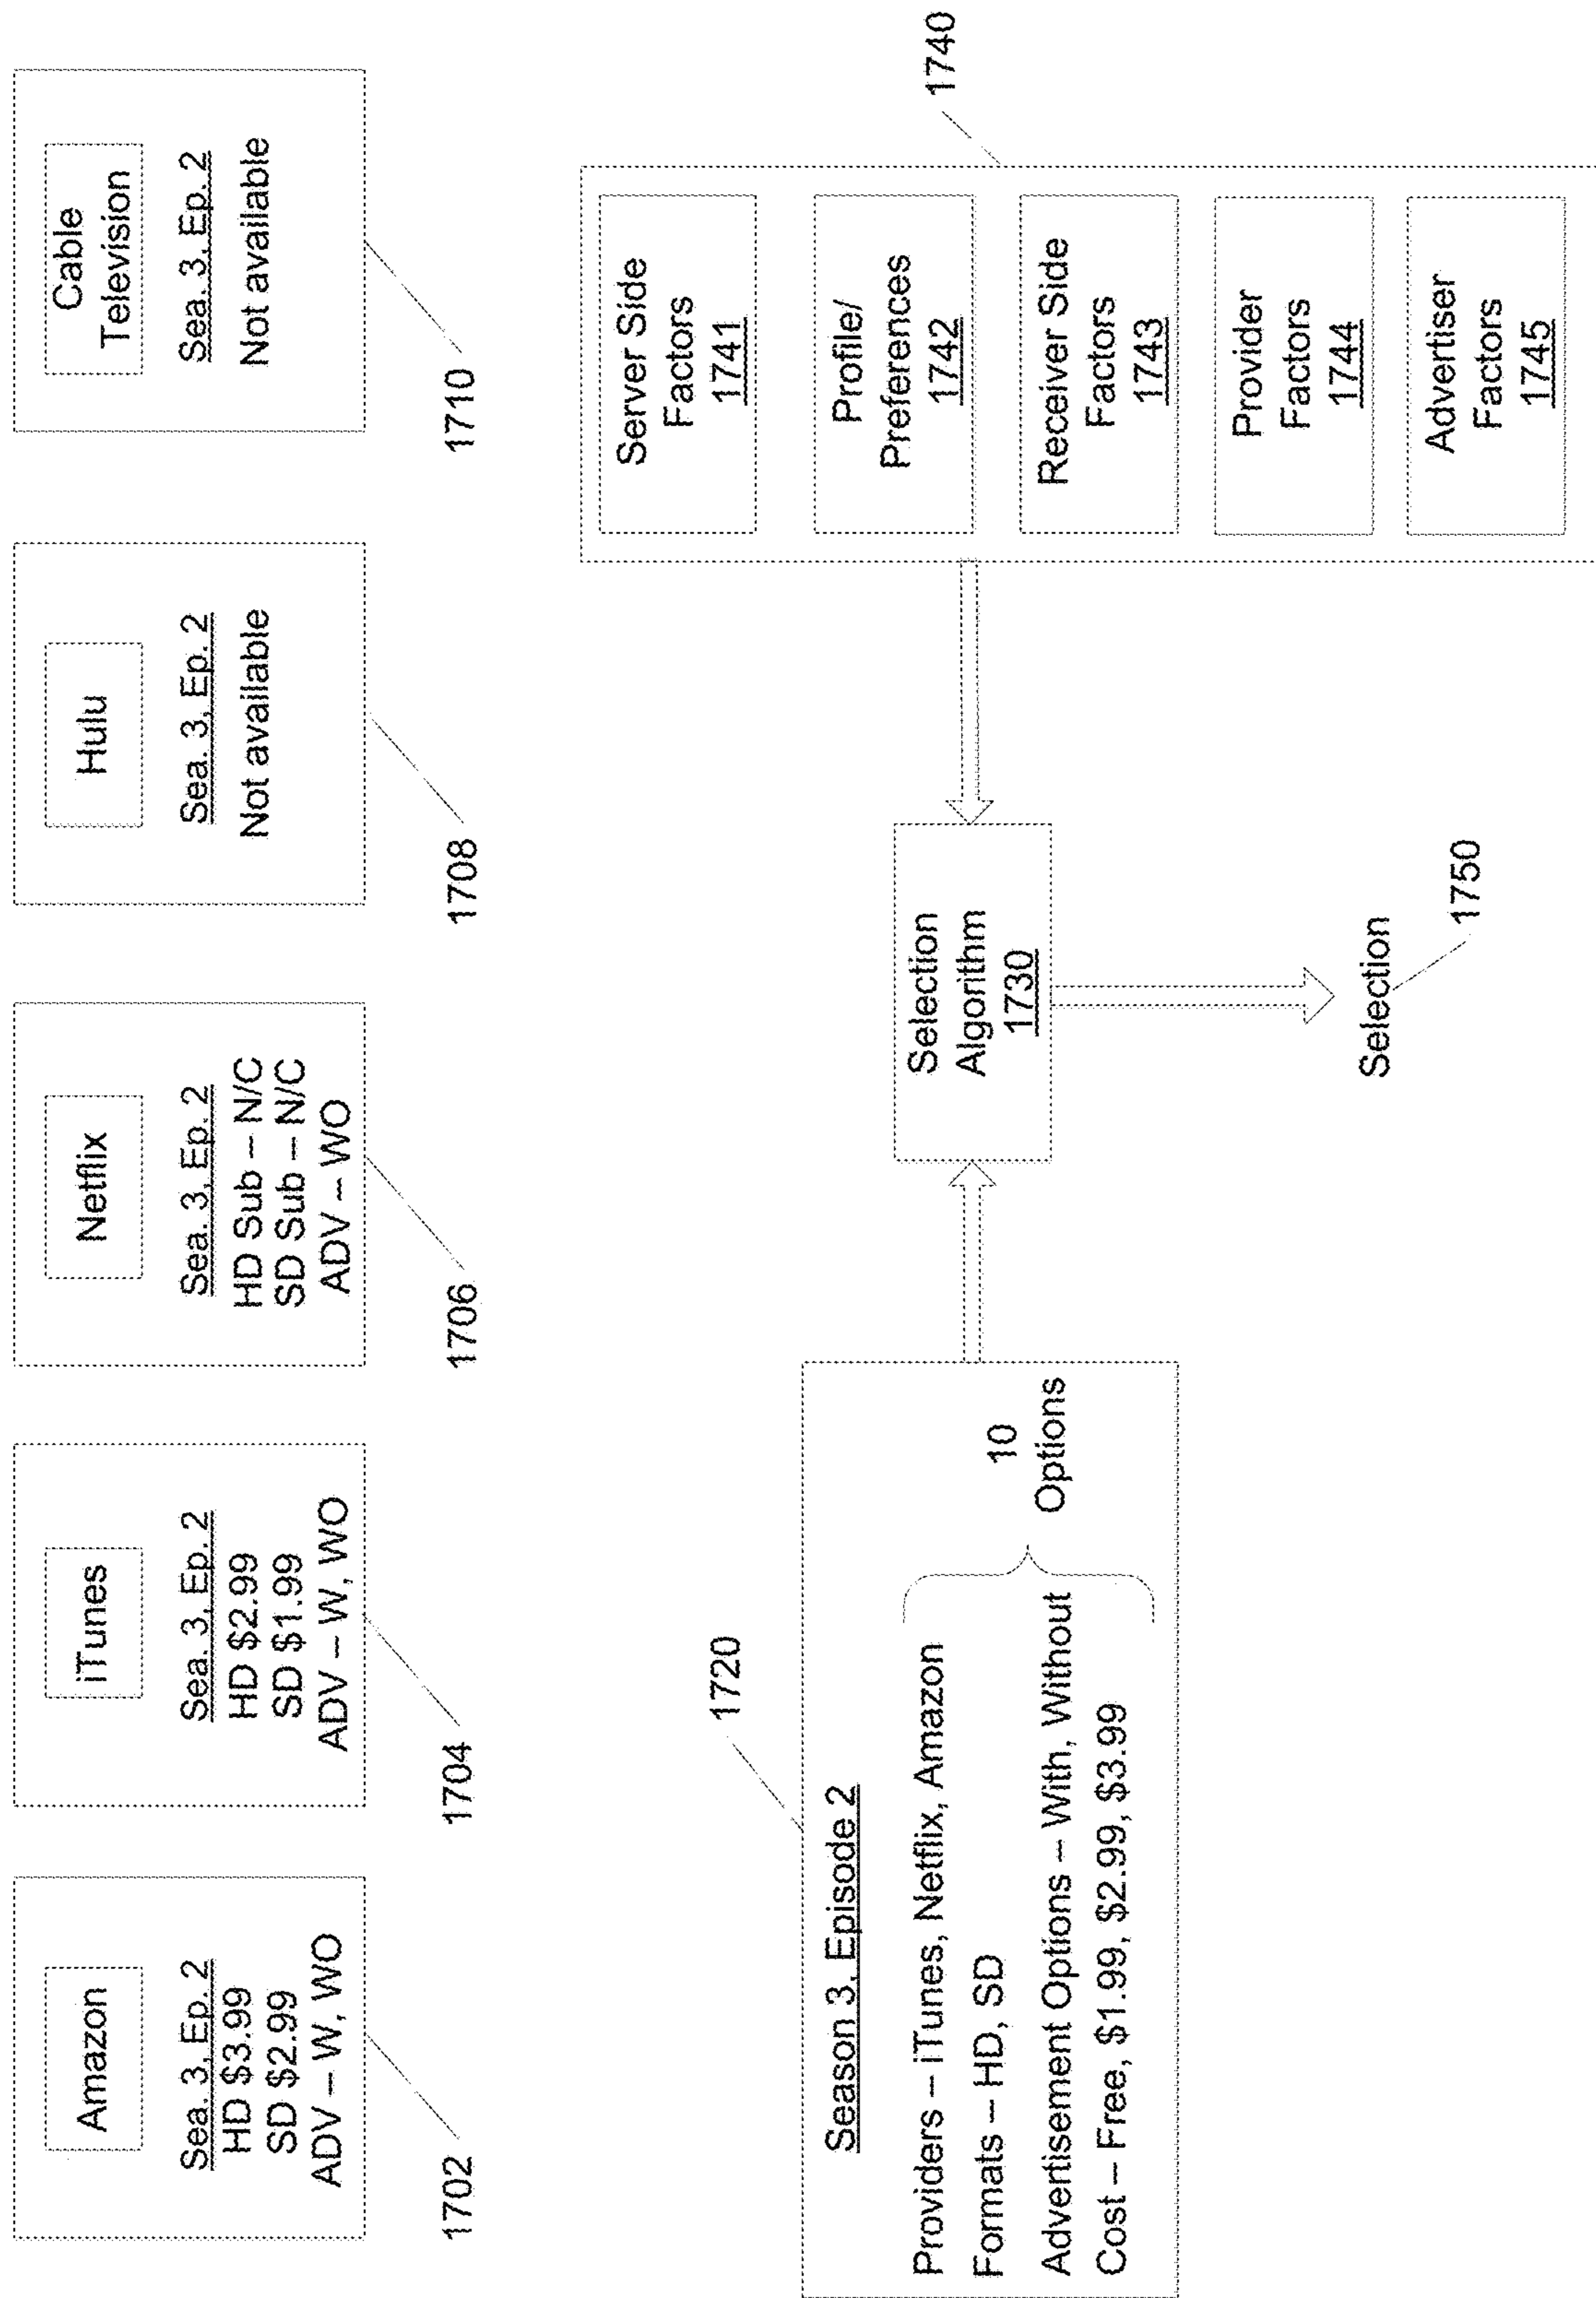 Amazon
Sea. 3, Ep. 2
HD $3.99
SD $2.99
ADV – W, WO
1702
iTunes
Sea. 3, Ep. 2
HD $2.99
SD $1.99
ADV – W, WO
1704
Netflix
Sea. 3, Ep. 2
HD Sub – N/C
SD Sub – N/C
ADV – WO
1706
Hulu
Sea. 3, Ep. 2
Not available
1708
Cable
Television
Sea. 3, Ep. 2
Not available
1710
1720
Season 3, Episode 2
Providers – iTunes, Netflix, Amazon
Formats – HD, SD
Advertisement Options – With, Without
Cost – Free, $1.99, $2.99, $3.99
10
Options
Selection
Algorithm
1730
Selection
1750
1740
Server Side
Factors
1741
Profile/
Preferences
1742
Receiver Side
Factors
1743
Provider
Factors
1744
Advertiser
Factors
1745